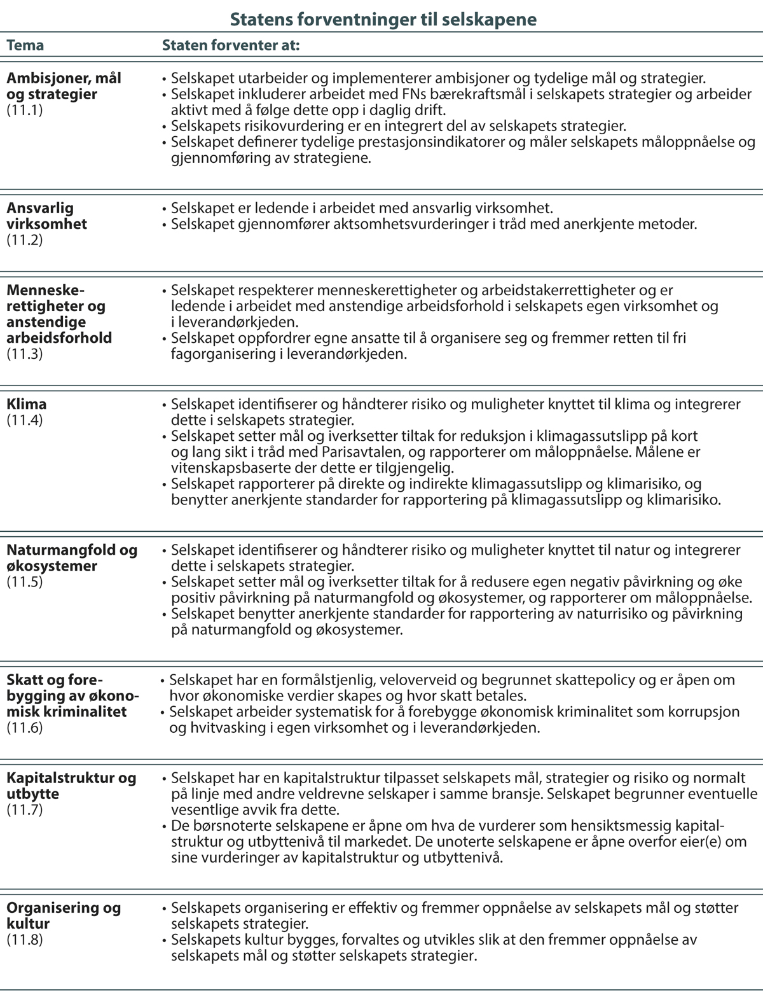 Statens forventninger til selskapene
Tema
Staten forventer at:
Ambisjoner, mål
og strategier
(11.1)
• Selskapet utarbeider og implementerer ambisjoner og tydelige mål og strategier.
• Selskapet inkluderer arbeidet med FNs bærekraftsmål i selskapets strategier og arbeider
aktivt med å følge dette opp i daglig drift.
• Selskapets risikovurdering er en integrert del av selskapets strategier.
• Selskapet definerer tydelige prestasjonsindikatorer og måler selskapets måloppnåelse og
gjennomføring av strategiene.
Ansvarlig
virksomhet
(11.2)
• Selskapet er ledende i arbeidet med ansvarlig virksomhet.
• Selskapet gjennomfører aktsomhetsvurderinger i tråd med anerkjente metoder.
Menneske-
rettigheter og
anstendige
arbeidsforhold
(11.3)
• Selskapet respekterer menneskerettigheter og arbeidstakerrettigheter og er
ledende i arbeidet med anstendige arbeidsforhold i selskapets egen virksomhet og
i leverandørkjeden.
• Selskapet oppfordrer egne ansatte til å organisere seg og fremmer retten til fri
fagorganisering i leverandørkjeden.
Klima
(11.4)
• Selskapet identifiserer og håndterer risiko og muligheter knyttet til klima og integrerer
dette i selskapets strategier.
• Selskapet setter mål og iverksetter tiltak for reduksjon i klimagassutslipp på kort
og lang sikt i tråd med Parisavtalen, og rapporterer om måloppnåelse. Målene er
vitenskapsbaserte der dette er tilgjengelig.
• Selskapet rapporterer på direkte og indirekte klimagassutslipp og klimarisiko, og
benytter anerkjente standarder for rapportering på klimagassutslipp og klimarisiko.
Naturmangfold og
økosystemer
(11.5)
• Selskapet identifiserer og håndterer risiko og muligheter knyttet til natur og integrerer
dette i selskapets strategier.
• Selskapet setter mål og iverksetter tiltak for å redusere egen negativ påvirkning og øke
positiv påvirkning på naturmangfold og økosystemer, og rapporterer om måloppnåelse.
• Selskapet benytter anerkjente standarder for rapportering av naturrisiko og påvirkning
på naturmangfold og økosystemer.
Skatt og fore-
bygging av økono-
misk kriminalitet
(11.6)
• Selskapet har en formålstjenlig, veloverveid og begrunnet skattepolicy og er åpen om
hvor økonomiske verdier skapes og hvor skatt betales.
• Selskapet arbeider systematisk for å forebygge økonomisk kriminalitet som korrupsjon
og hvitvasking i egen virksomhet og i leverandørkjeden.
Kapitalstruktur og
utbytte
(11.7)
• Selskapet har en kapitalstruktur tilpasset selskapets mål, strategier og risiko og normalt
på linje med andre veldrevne selskaper i samme bransje. Selskapet begrunner eventuelle
vesentlige avvik fra dette.
• De børsnoterte selskapene er åpne om hva de vurderer som hensiktsmessig kapital-
struktur og utbyttenivå til markedet. De unoterte selskapene er åpne overfor eier(e) om
sine vurderinger av kapitalstruktur og utbyttenivå.
Organisering og
kultur
(11.8)
• Selskapets organisering er effektiv og fremmer oppnåelse av selskapets mål og støtter
selskapets strategier.
• Selskapets kultur bygges, forvaltes og utvikles slik at den fremmer oppnåelse av
selskapets mål og støtter selskapets strategier.